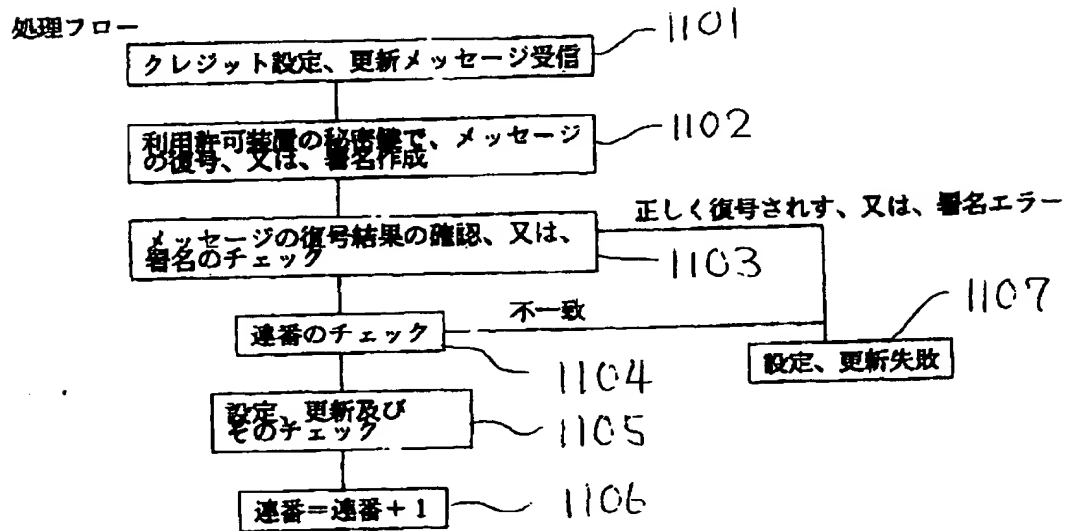 処理フロー
クレジット設定、更新メッセージ受信
1101
利用許可装置の秘密鍵で、メッセージ
の復号、又は、署名作成
1102
正しく復号されす、又は、署名エラー
メッセージの復号結果の確認、又は、
署名のチェック
1103
不一致
1107
連番のチェック
設定、更新失敗
1104
設定、更新及び
そのチェック
1105
連番=連番+1
1106